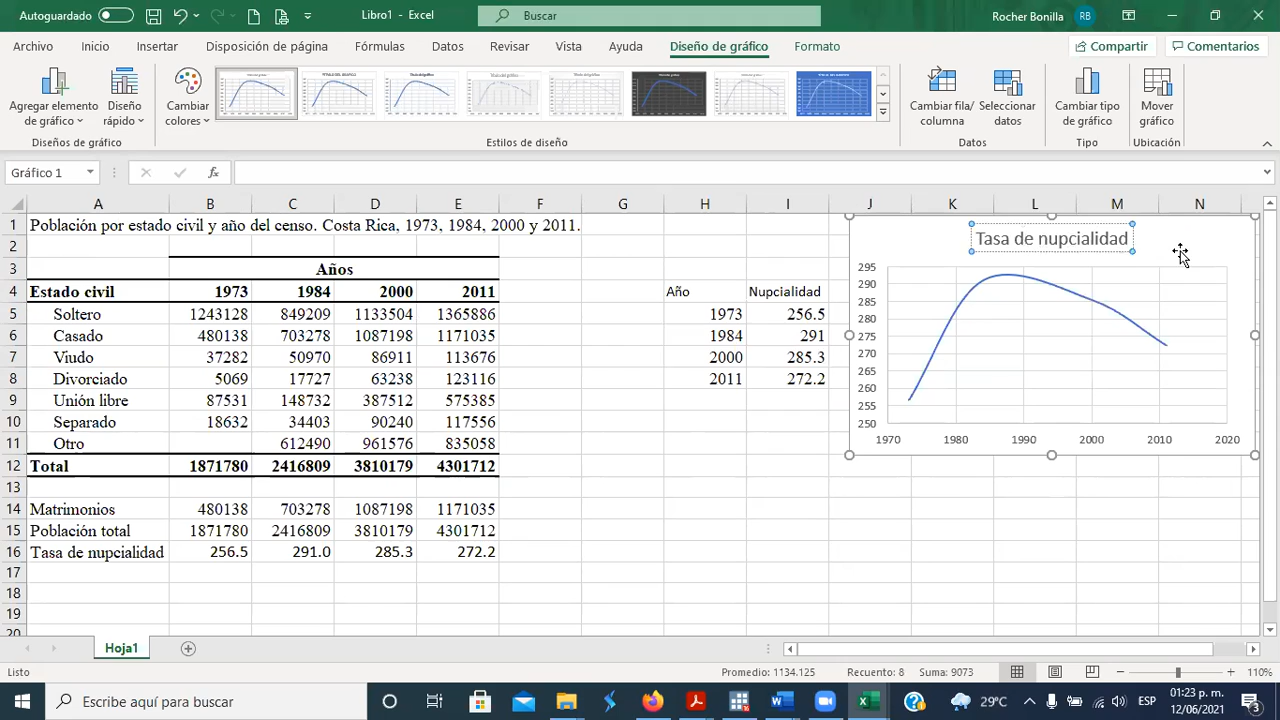 Autoguardado
Libro1 - Excel
Buscar
Rocher Bonilla
RB
Archivo
Inicio
Insertar
Disposición de página
Fórmulas
Datos
Revisar
Vista
Ayuda
Diseño de gráfico
Formato
Compartir
Comentarios
Agregar elemento de gráfico
Diseño rápido
Cambiar colores
Cambiar fila/ columna
Seleccionar datos
Cambiar tipo de gráfico
Mover gráfico
Diseños de gráfico
Estilos de diseño
Datos
Tipo
Ubicación
Gráfico 1
fx
A B C D E F G H I J K L M N
1 Población por estado civil y año del censo. Costa Rica, 1973, 1984, 2000 y 2011.
2
3 Años
4 Estado civil 1973 1984 2000 2011 Año Nupcialidad
5 Soltero 1243128 849209 1133504 1365886 1973 256.5
6 Casado 480138 703278 1087198 1171035 1984 291
7 Viudo 37282 50970 86911 113676 2000 285.3
8 Divorciado 5069 17727 63238 123116 2011 272.2
9 Unión libre 87531 148732 387512 575385
10 Separado 18632 34403 90240 117556
11 Otro 612490 961576 835058
12 Total 1871780 2416809 3810179 4301712
13
14 Matrimonios 480138 703278 1087198 1171035
15 Población total 1871780 2416809 3810179 4301712
16 Tasa de nupcialidad 256.5 291.0 285.3 272.2
17
18
19
20
Tasa de nupcialidad
295
290
285
280
275
270
265
260
255
250
1970 1980 1990 2000 2010 2020
Hoja1
Listo
Promedio: 1134.125
Recuento: 8
Suma: 9073
110%
Escribe aquí para buscar
29°C
ESP
01:23 p. m.
12/06/2021
3